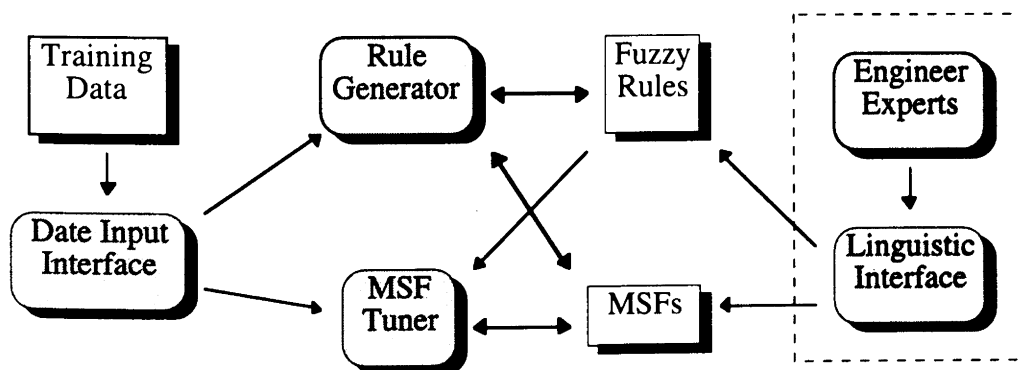 Training
Data
Rule
Generator
Fuzzy
Rules
Engineer
Experts
Date Input
Interface
MSF
Tuner
MSFs
Linguistic
Interface